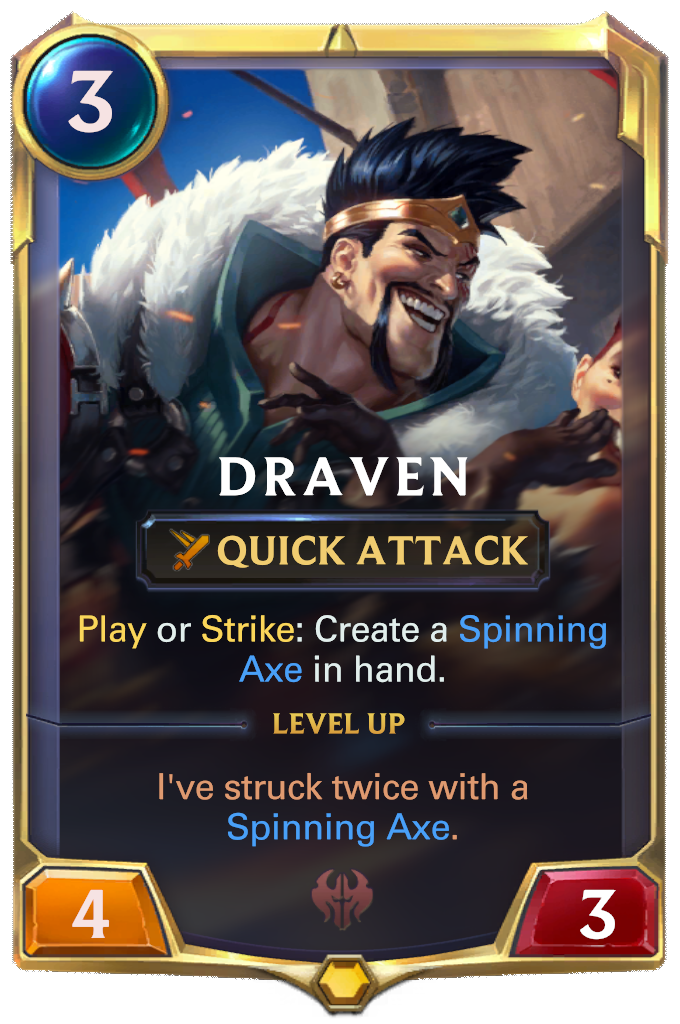 3
DRAVEN
QUICK ATTACK
Play or Strike: Create a Spinning
Axe in hand.
LEVEL UP
I've struck twice with a
Spinning Axe.
4
3